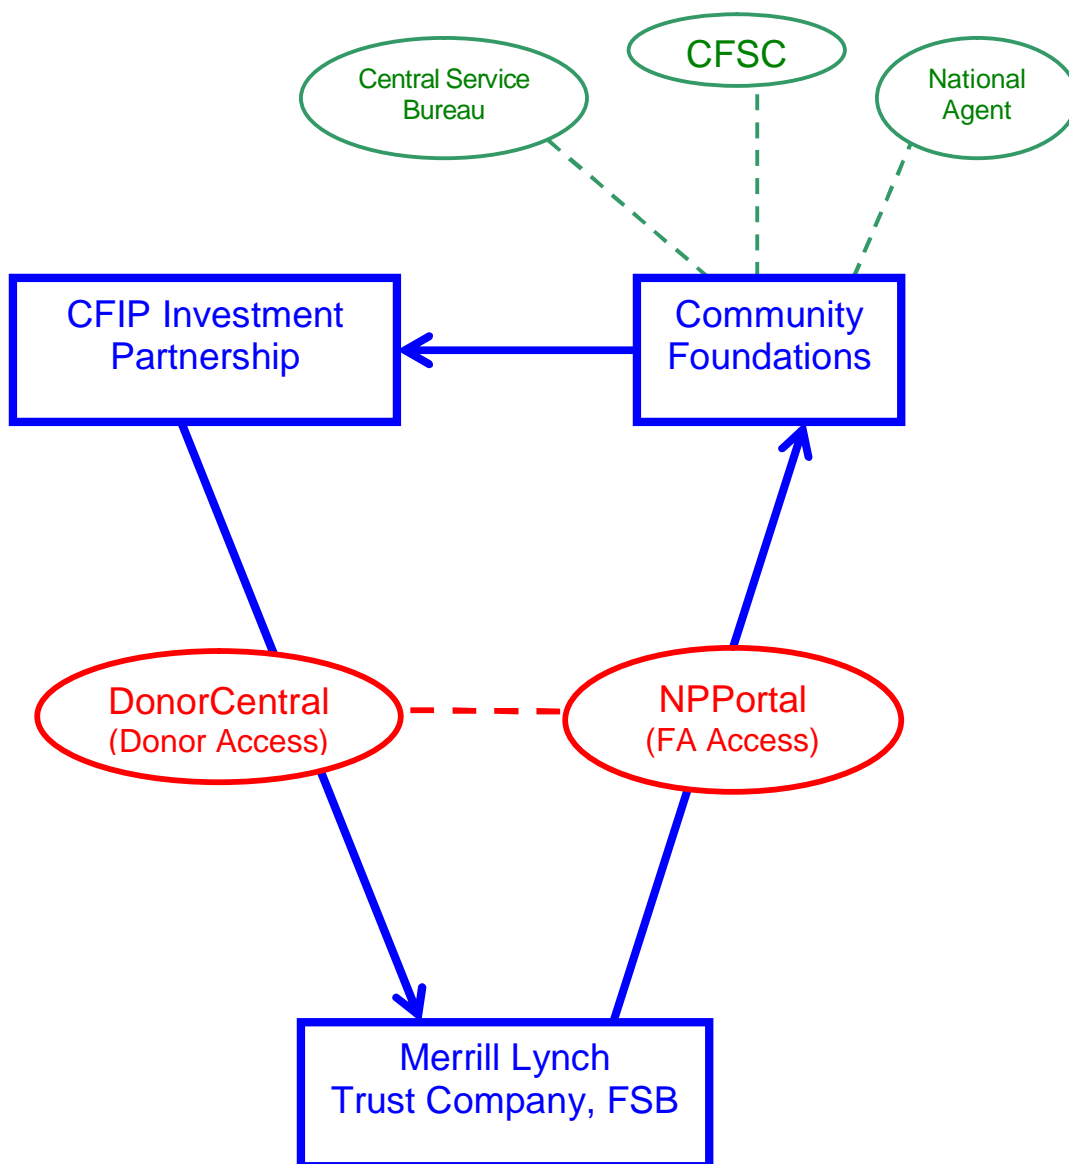 CFSC
Central Service
Bureau
National
Agent
CFIP Investment
Partnership
Community
Foundations
DonorCentral
(Donor Access)
NPPortal
(FA Access)
Merrill Lynch
Trust Company, FSB